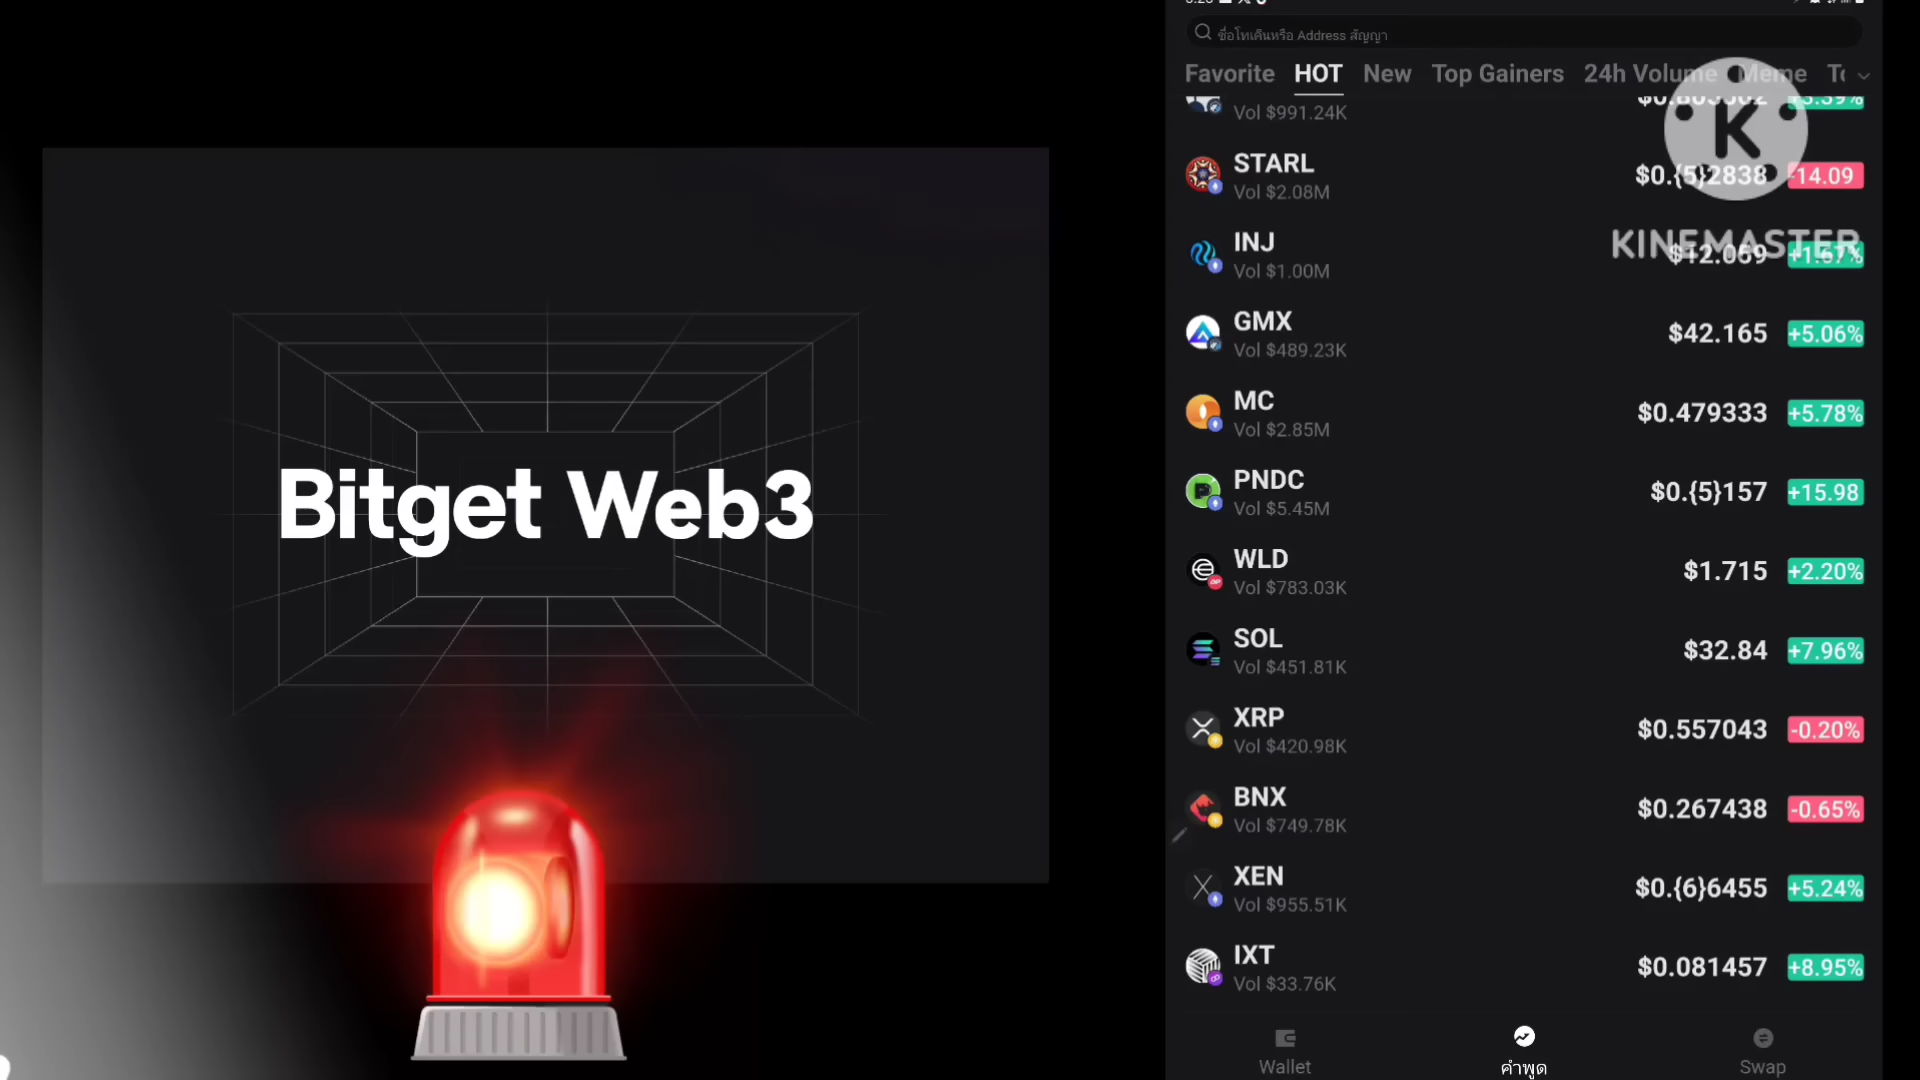 Bitget Web3
ชื่อโทเค็นหรือ Address สัญญา
Favorite HOT New Top Gainers 24h Volume Meme
Vol $991.24K
STARL
Vol $2.08M
$0.{5}2838 -14.09
K
KINEMASTER
INJ
Vol $1.00M
$12.069 +1.67%
GMX
Vol $489.23K
$42.165 +5.06%
MC
Vol $2.85M
$0.479333 +5.78%
PNDC
Vol $5.45M
$0.{5}157 +15.98
WLD
Vol $783.03K
$1.715 +2.20%
SOL
Vol $451.81K
$32.84 +7.96%
XRP
Vol $420.98K
$0.557043 -0.20%
BNX
Vol $749.78K
$0.267438 -0.65%
XEN
Vol $955.51K
$0.{6}6455 +5.24%
IXT
Vol $33.76K
$0.081457 +8.95%
Wallet คำพูด Swap